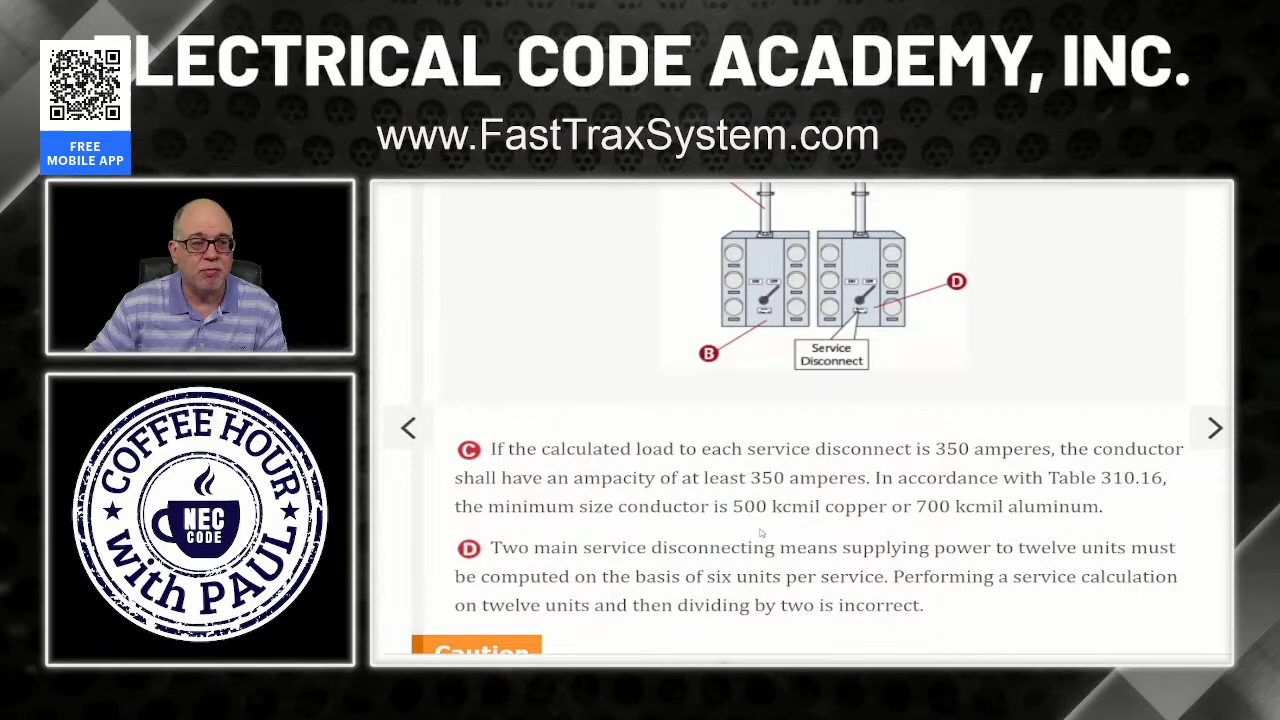 ELECTRICAL CODE ACADEMY, INC.
www.FastTraxSystem.com
FREE
MOBILE APP
D
B
Service
Disconnect
C If the calculated load to each service disconnect is 350 amperes, the conductor
shall have an ampacity of at least 350 amperes. In accordance with Table 310.16,
the minimum size conductor is 500 kcmil copper or 700 kcmil aluminum.
D Two main service disconnecting means supplying power to twelve units must
be computed on the basis of six units per service. Performing a service calculation
on twelve units and then dividing by two is incorrect.
Caution
COFFEE HOUR
NEC
CODE
with PAUL